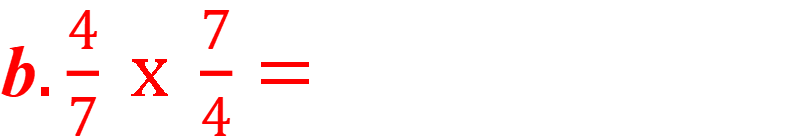 b. 4/7 x 7/4 =